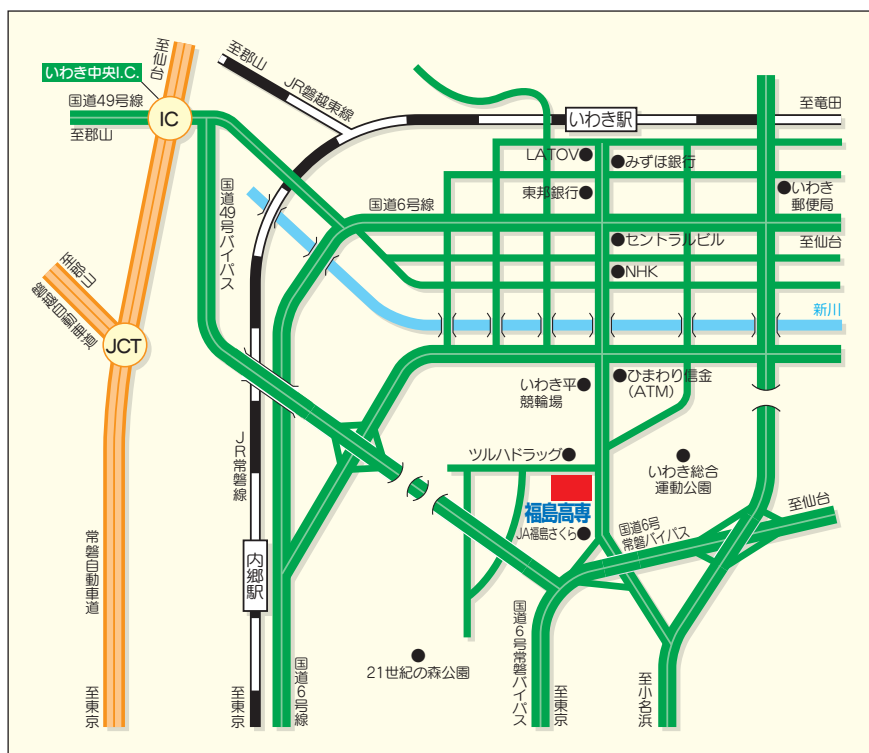 至仙台
いわき中央I.C.
国道49号線
IC
至郡山
至郡山
JR磐越東線
いわき駅
至竜田
LATOV
みずほ銀行
国道49号バイパス
国道6号線
東邦銀行
いわき
郵便局
セントラルビル
至仙台
NHK
至郡山
磐越自動車道
JCT
新川
いわき平
競輪場
ひまわり信金
(ATM)
JR常磐線
ツルハドラッグ
いわき総合
運動公園
福島高専
JA福島さくら
国道6号
常磐バイパス
至仙台
常磐自動車道
内郷駅
21世紀の森公園
国道6号線
国道6号常磐バイパス
至東京
至東京
至東京
至小名浜